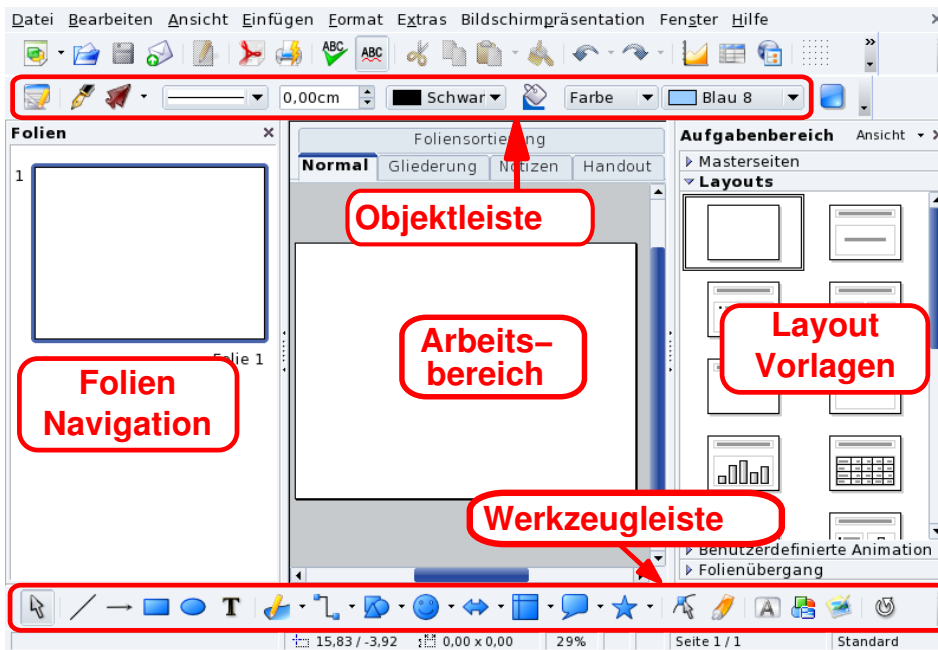 Datei Bearbeiten Ansicht Einfügen Format Extras Bildschirmpräsentation Fenster Hilfe
ABC ABC
0,00cm Schwar Farbe Blau 8
Folien
Foliensortierung
Aufgabenbereich Ansicht
Normal Gliederung Notizen Handout
Masterseiten
Layouts
1
Objektleiste
Arbeits–
bereich
Layout
Vorlagen
Folie 1
Folien
Navigation
Werkzeugleiste
Benutzerdefinierte Animation
Folienübergang
T A
15,83 / -3,92 0,00 x 0,00 29% Seite 1 / 1 Standard